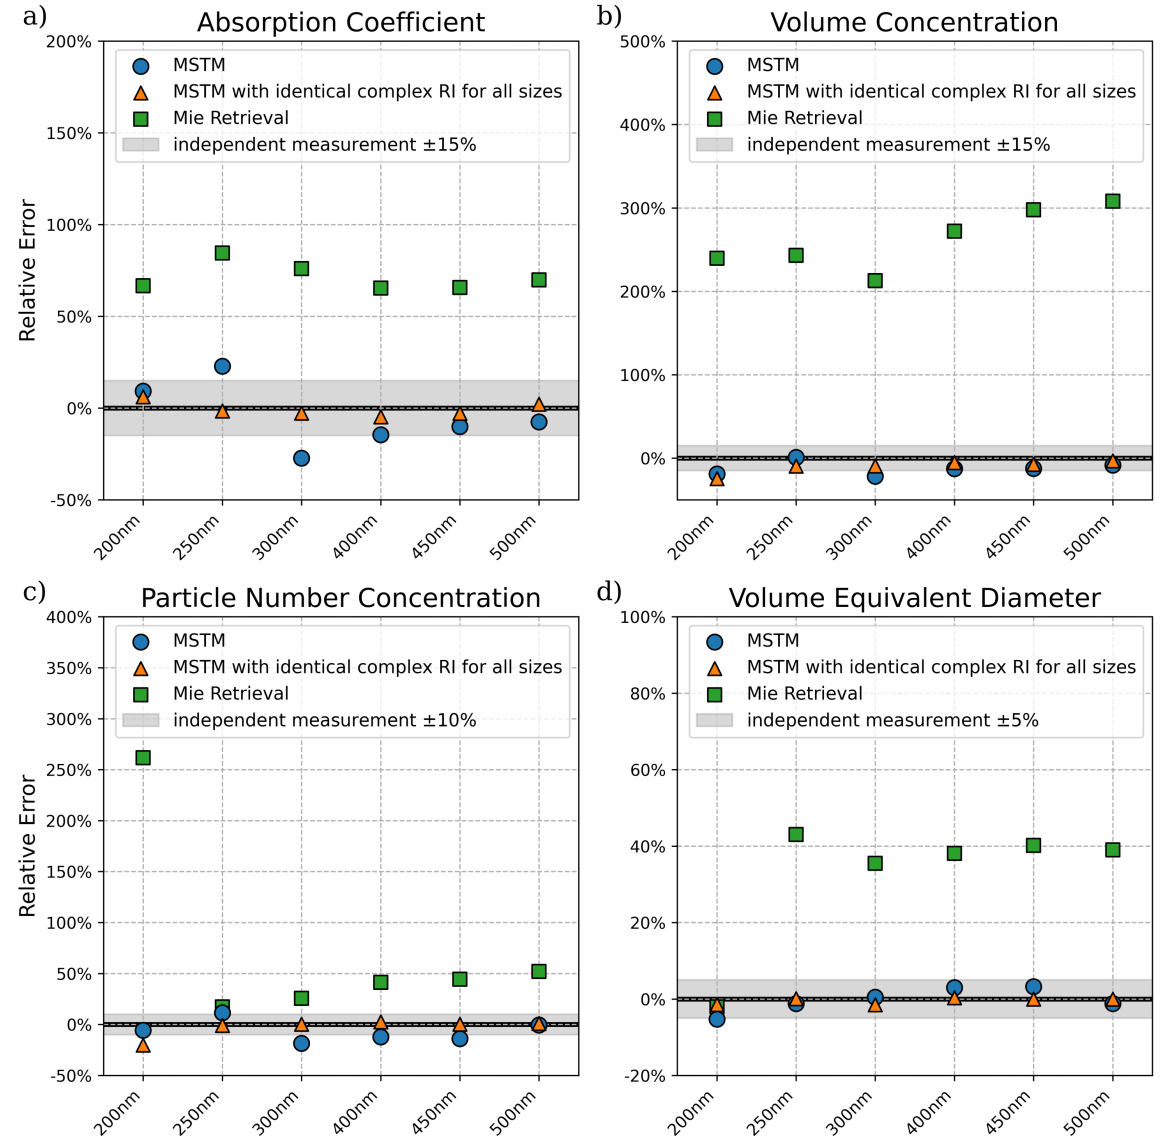 a)
Absorption Coefficient
200%
150%
100%
50%
0%
-50%
Relative Error
MSTM
MSTM with identical complex RI for all sizes
Mie Retrieval
independent measurement ±15%
200nm
250nm
300nm
400nm
450nm
500nm
b)
Volume Concentration
500%
400%
300%
200%
100%
0%
MSTM
MSTM with identical complex RI for all sizes
Mie Retrieval
independent measurement ±15%
200nm
250nm
300nm
400nm
450nm
500nm
c)
Particle Number Concentration
400%
350%
300%
250%
200%
150%
100%
50%
0%
-50%
Relative Error
MSTM
MSTM with identical complex RI for all sizes
Mie Retrieval
independent measurement ±10%
200nm
250nm
300nm
400nm
450nm
500nm
d)
Volume Equivalent Diameter
100%
80%
60%
40%
20%
0%
-20%
MSTM
MSTM with identical complex RI for all sizes
Mie Retrieval
independent measurement ±5%
200nm
250nm
300nm
400nm
450nm
500nm